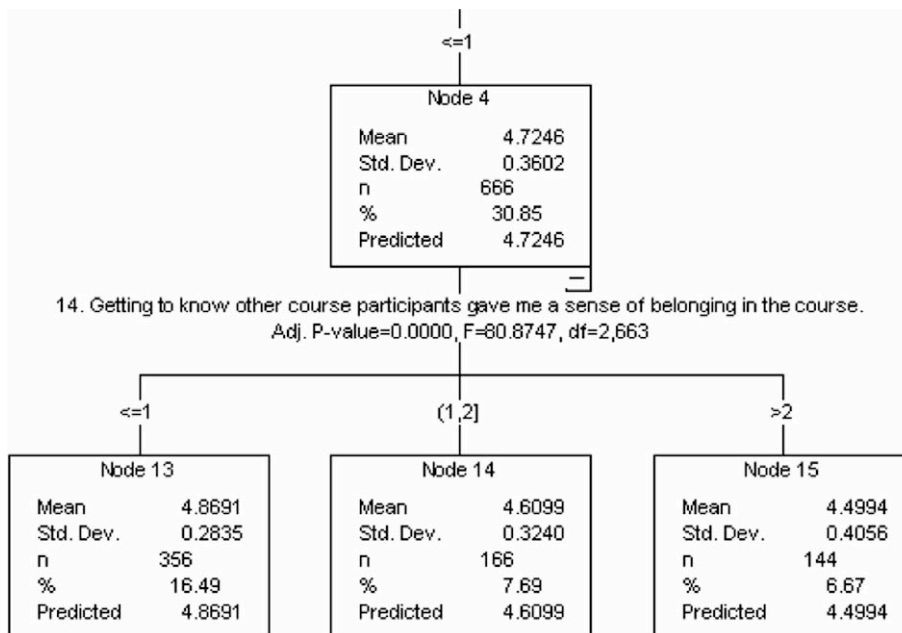 <=1
Node 4
Mean 4.7246
Std. Dev. 0.3602
n 666
% 30.85
Predicted 4.7246
14. Getting to know other course participants gave me a sense of belonging in the course.
Adj. P-value=0.0000, F=80.8747, df=2,663
<=1 (1,2] >2
Node 13
Mean 4.8691
Std. Dev. 0.2835
n 356
% 16.49
Predicted 4.8691
Node 14
Mean 4.6099
Std. Dev. 0.3240
n 166
% 7.69
Predicted 4.6099
Node 15
Mean 4.4994
Std. Dev. 0.4056
n 144
% 6.67
Predicted 4.4994